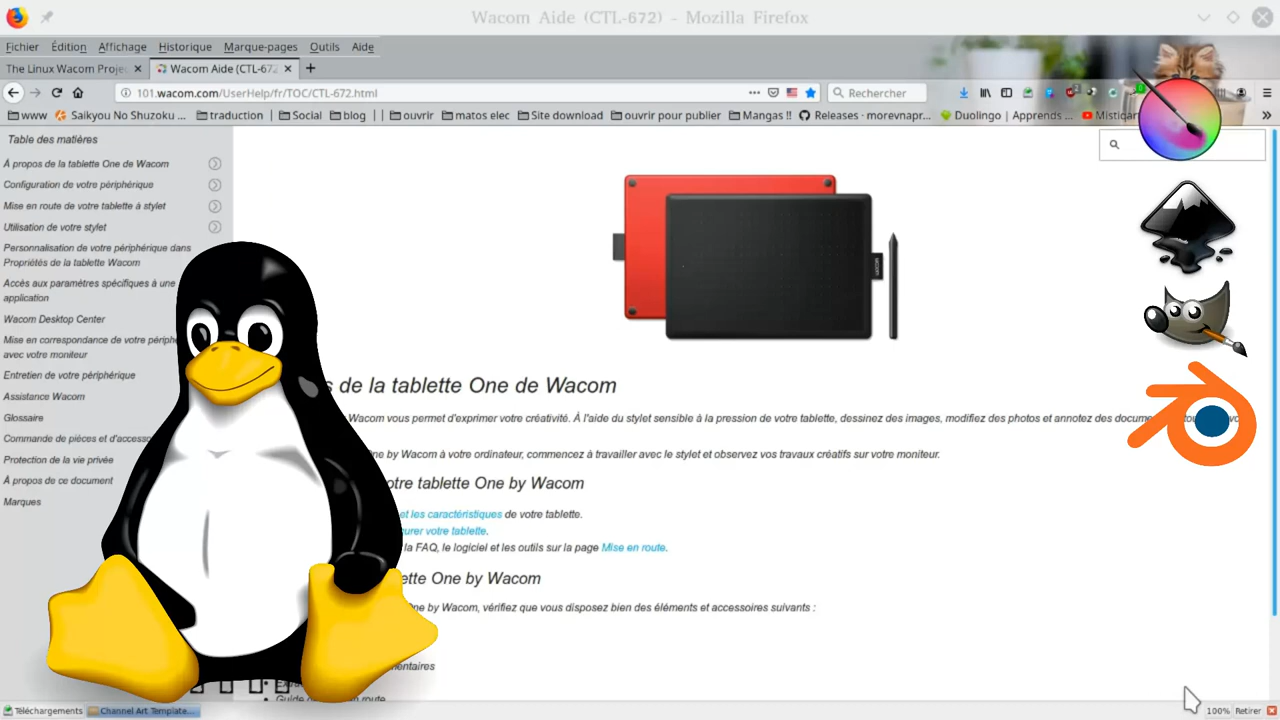 Wacom Aide (CTL-672) - Mozilla Firefox
Fichier Édition Affichage Historique Marque-pages Outils Aide
The Linux Wacom Proje
Wacom Aide (CTL-672
101.wacom.com/UserHelp/fr/TOC/CTL-672.html
Rechercher
www Saikyou No Shuzoku ... traduction Social blog ouvrir matos elec Site download ouvrir pour publier Mangas !! Releases · morevnapr... Duolingo | Apprends ...
Table des matières
À propos de la tablette One de Wacom
Configuration de votre périphérique
Mise en route de votre tablette à stylet
Utilisation de votre stylet
Personnalisation de votre périphérique dans
Propriétés de la tablette Wacom
Accès aux paramètres spécifiques à une
application
Wacom Desktop Center
Mise en correspondance de votre périph
avec votre moniteur
Entretien de votre périphérique
Assistance Wacom
Glossaire
Commande de pièces et d'accesso
Protection de la vie privée
À propos de ce document
Marques
wacom
s de la tablette One de Wacom
Wacom vous permet d'exprimer votre créativité. À l'aide du stylet sensible à la pression de votre tablette, dessinez des images, modifiez des photos et annotez des docum
One by Wacom à votre ordinateur, commencez à travailler avec le stylet et observez vos travaux créatifs sur votre moniteur.
otre tablette One by Wacom
et les caractéristiques de votre tablette.
gurer votre tablette.
la FAQ, le logiciel et les outils sur la page Mise en route.
ette One by Wacom
One by Wacom, vérifiez que vous disposez bien des éléments et accessoires suivants :
mentaires
Téléchargements
Channel Art Template...
100% Retirer